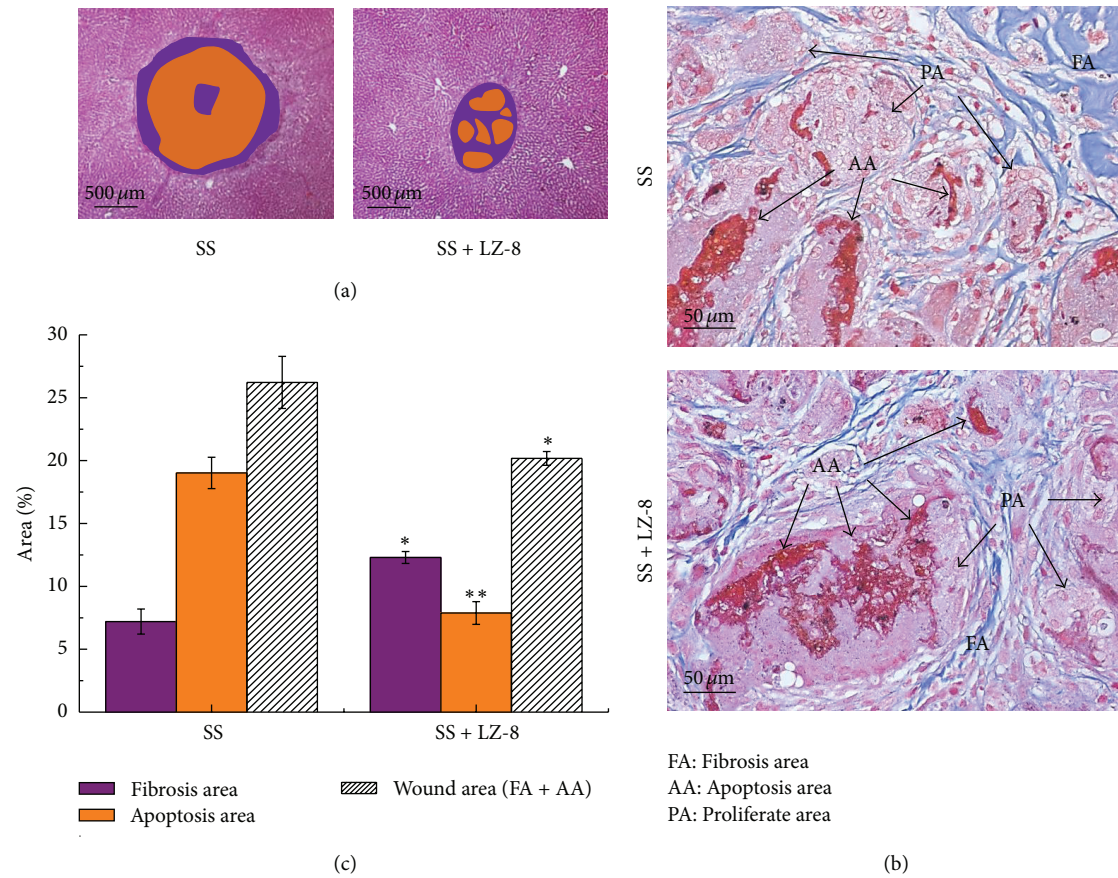 500 μm
500 μm
SS
SS + LZ-8
(a)
30
25
20
15
10
5
0
Area (%)
*
**
*
SS
SS + LZ-8
Fibrosis area
Apoptosis area
Wound area (FA + AA)
(c)
SS
PA
FA
AA
50 μm
SS + LZ-8
AA
PA
FA
50 μm
FA: Fibrosis area
AA: Apoptosis area
PA: Proliferate area
(b)